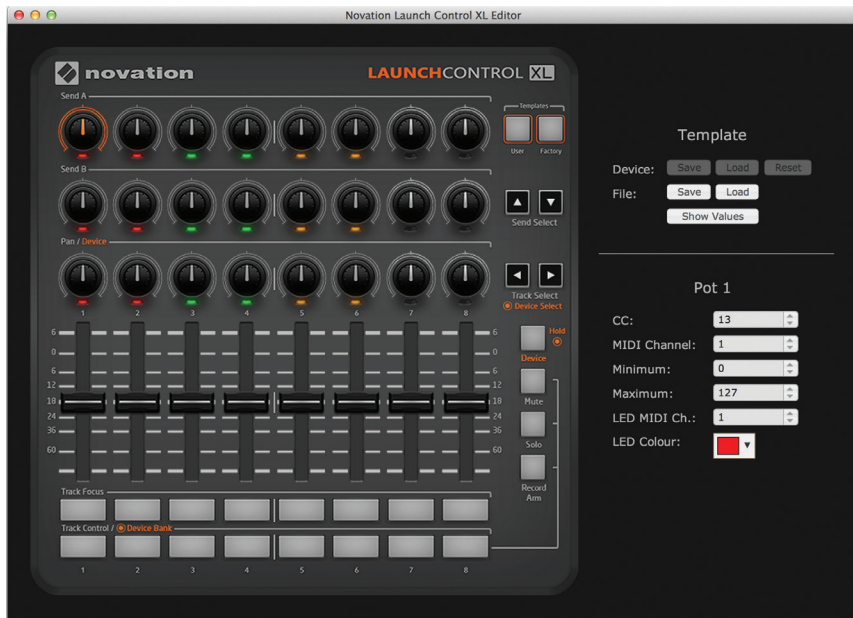 Novation Launch Control XL Editor
novation
LAUNCHCONTROL XL
Send A
Templates
User Factory
Send B
Send Select
Pan / Device
Track Select
Device Select
1 2 3 4 5 6 7 8
6 6
0 0
6 6
12 12
18 18
24 24
36 36
60 60
Hold
Device
Mute
Solo
Record
Arm
Track Focus
Track Control / Device Bank
1 2 3 4 5 6 7 8
Template
Device: Save Load Reset
File: Save Load
Show Values
Pot 1
CC: 13
MIDI Channel: 1
Minimum: 0
Maximum: 127
LED MIDI Ch.: 1
LED Colour: